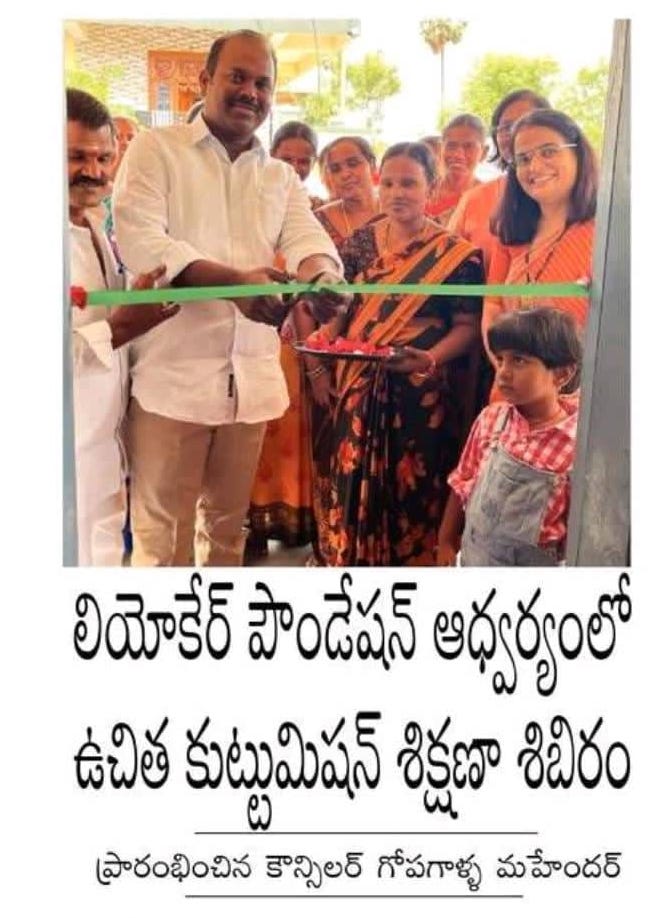 లియోకేర్ పౌండేషన్ ఆధ్వర్యంలో
ఉచిత కుట్టుమిషన్ శిక్షణా శిబిరం
ప్రారంభించిన కౌన్సిలర్ గోపగాళ్ళ మహేందర్